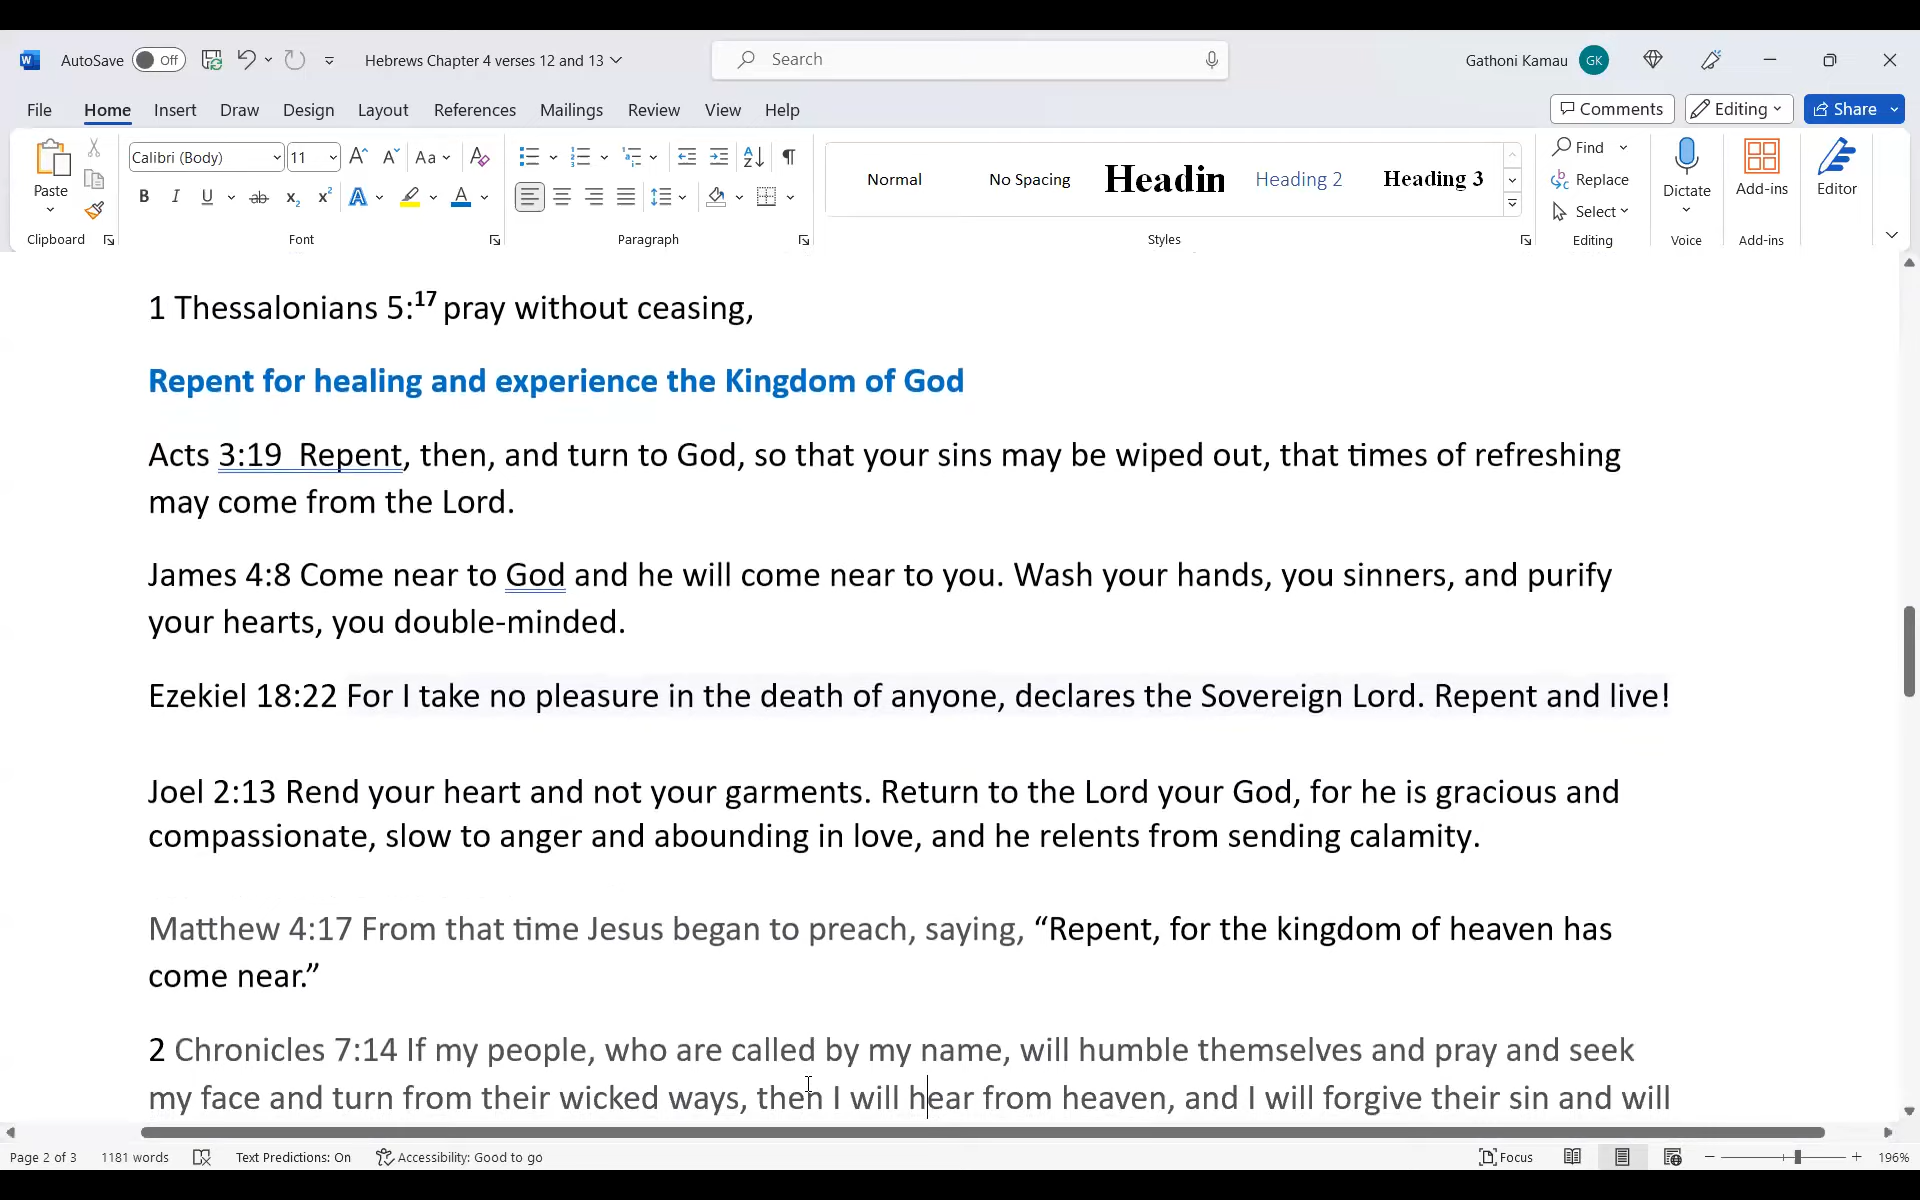 AutoSave Off Hebrews Chapter 4 verses 12 and 13 Search Gathoni Kamau GK
File Home Insert Draw Design Layout References Mailings Review View Help Comments Editing Share
Paste Calibri (Body) 11 Aa Normal No Spacing Headin Heading 2 Heading 3 Find Replace Select Dictate Add-ins Editor
Clipboard Font Paragraph Styles Editing Voice Add-ins
1 Thessalonians 5:17 pray without ceasing,
Repent for healing and experience the Kingdom of God
Acts 3:19  Repent, then, and turn to God, so that your sins may be wiped out, that times of refreshing
may come from the Lord.
James 4:8 Come near to God and he will come near to you. Wash your hands, you sinners, and purify
your hearts, you double-minded.
Ezekiel 18:22 For I take no pleasure in the death of anyone, declares the Sovereign Lord. Repent and live!
Joel 2:13 Rend your heart and not your garments. Return to the Lord your God, for he is gracious and
compassionate, slow to anger and abounding in love, and he relents from sending calamity.
Matthew 4:17 From that time Jesus began to preach, saying, “Repent, for the kingdom of heaven has
come near.”
2 Chronicles 7:14 If my people, who are called by my name, will humble themselves and pray and seek
my face and turn from their wicked ways, then I will hear from heaven, and I will forgive their sin and will
Page 2 of 3 1181 words Text Predictions: On Accessibility: Good to go Focus 196%